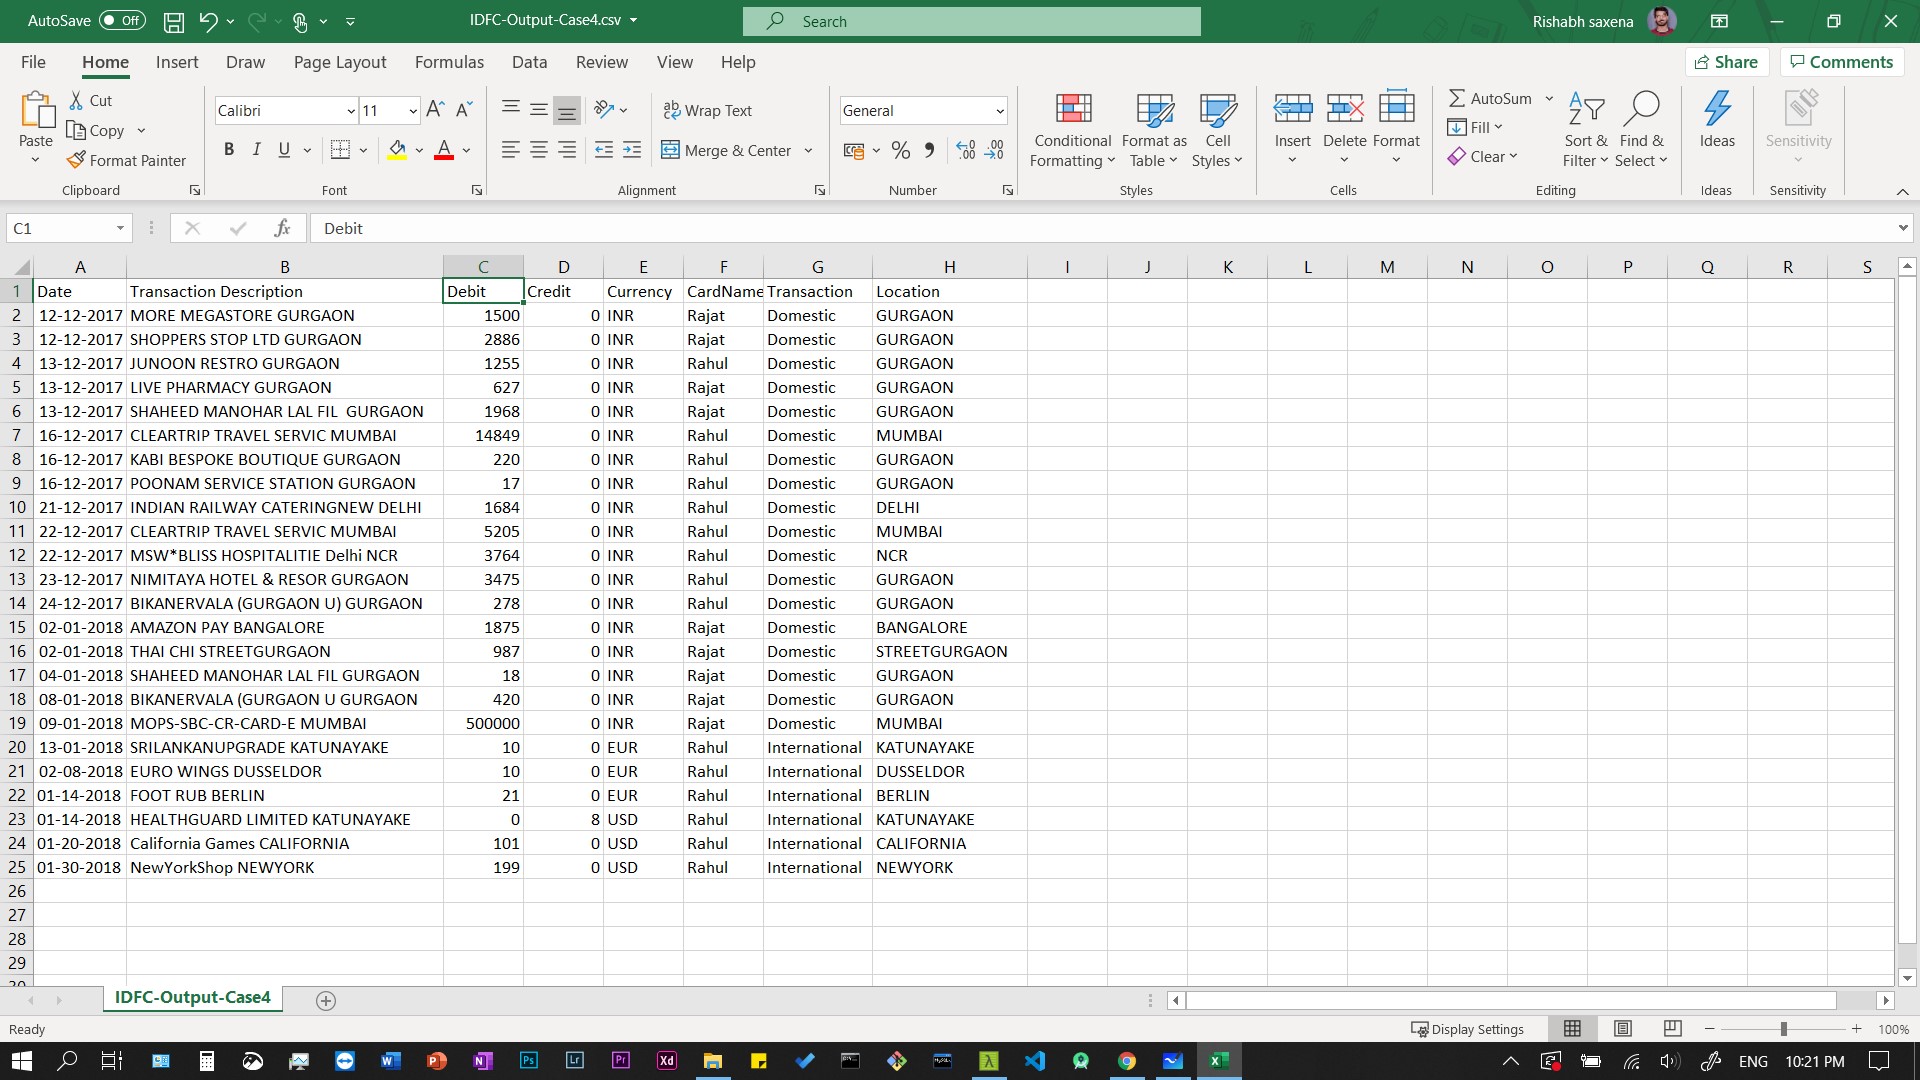 AutoSave Off IDFC-Output-Case4.csv Search Rishabh saxena
File Home Insert Draw Page Layout Formulas Data Review View Help Share Comments
Paste Cut Copy Format Painter Clipboard
Calibri 11 B I U A Font
Wrap Text Merge & Center Alignment
General % Number
Conditional Formatting Format as Table Cell Styles Styles
Insert Delete Format Cells
AutoSum Fill Clear Sort & Filter Find & Select Editing
Ideas Ideas
Sensitivity Sensitivity
C1 fx Debit
A B C D E F G H I J K L M N O P Q R S
1 Date Transaction Description Debit Credit Currency CardName Transaction Location
2 12-12-2017 MORE MEGASTORE GURGAON 1500 0 INR Rajat Domestic GURGAON
3 12-12-2017 SHOPPERS STOP LTD GURGAON 2886 0 INR Rajat Domestic GURGAON
4 13-12-2017 JUNOON RESTRO GURGAON 1255 0 INR Rahul Domestic GURGAON
5 13-12-2017 LIVE PHARMACY GURGAON 627 0 INR Rajat Domestic GURGAON
6 13-12-2017 SHAHEED MANOHAR LAL FIL  GURGAON 1968 0 INR Rajat Domestic GURGAON
7 16-12-2017 CLEARTRIP TRAVEL SERVIC MUMBAI 14849 0 INR Rahul Domestic MUMBAI
8 16-12-2017 KABI BESPOKE BOUTIQUE GURGAON 220 0 INR Rahul Domestic GURGAON
9 16-12-2017 POONAM SERVICE STATION GURGAON 17 0 INR Rahul Domestic GURGAON
10 21-12-2017 INDIAN RAILWAY CATERINGNEW DELHI 1684 0 INR Rahul Domestic DELHI
11 22-12-2017 CLEARTRIP TRAVEL SERVIC MUMBAI 5205 0 INR Rahul Domestic MUMBAI
12 22-12-2017 MSW*BLISS HOSPITALITIE Delhi NCR 3764 0 INR Rahul Domestic NCR
13 23-12-2017 NIMITAYA HOTEL & RESOR GURGAON 3475 0 INR Rahul Domestic GURGAON
14 24-12-2017 BIKANERVALA (GURGAON U) GURGAON 278 0 INR Rahul Domestic GURGAON
15 02-01-2018 AMAZON PAY BANGALORE 1875 0 INR Rajat Domestic BANGALORE
16 02-01-2018 THAI CHI STREETGURGAON 987 0 INR Rajat Domestic STREETGURGAON
17 04-01-2018 SHAHEED MANOHAR LAL FIL GURGAON 18 0 INR Rajat Domestic GURGAON
18 08-01-2018 BIKANERVALA (GURGAON U GURGAON 420 0 INR Rajat Domestic GURGAON
19 09-01-2018 MOPS-SBC-CR-CARD-E MUMBAI 500000 0 INR Rajat Domestic MUMBAI
20 13-01-2018 SRILANKANUPGRADE KATUNAYAKE 10 0 EUR Rahul International KATUNAYAKE
21 02-08-2018 EURO WINGS DUSSELDOR 10 0 EUR Rahul International DUSSELDOR
22 01-14-2018 FOOT RUB BERLIN 21 0 EUR Rahul International BERLIN
23 01-14-2018 HEALTHGUARD LIMITED KATUNAYAKE 0 8 USD Rahul International KATUNAYAKE
24 01-20-2018 California Games CALIFORNIA 101 0 USD Rahul International CALIFORNIA
25 01-30-2018 NewYorkShop NEWYORK 199 0 USD Rahul International NEWYORK
26
27
28
29
IDFC-Output-Case4
Ready Display Settings 100%
Ps Lr Pr Xd ENG 10:21 PM